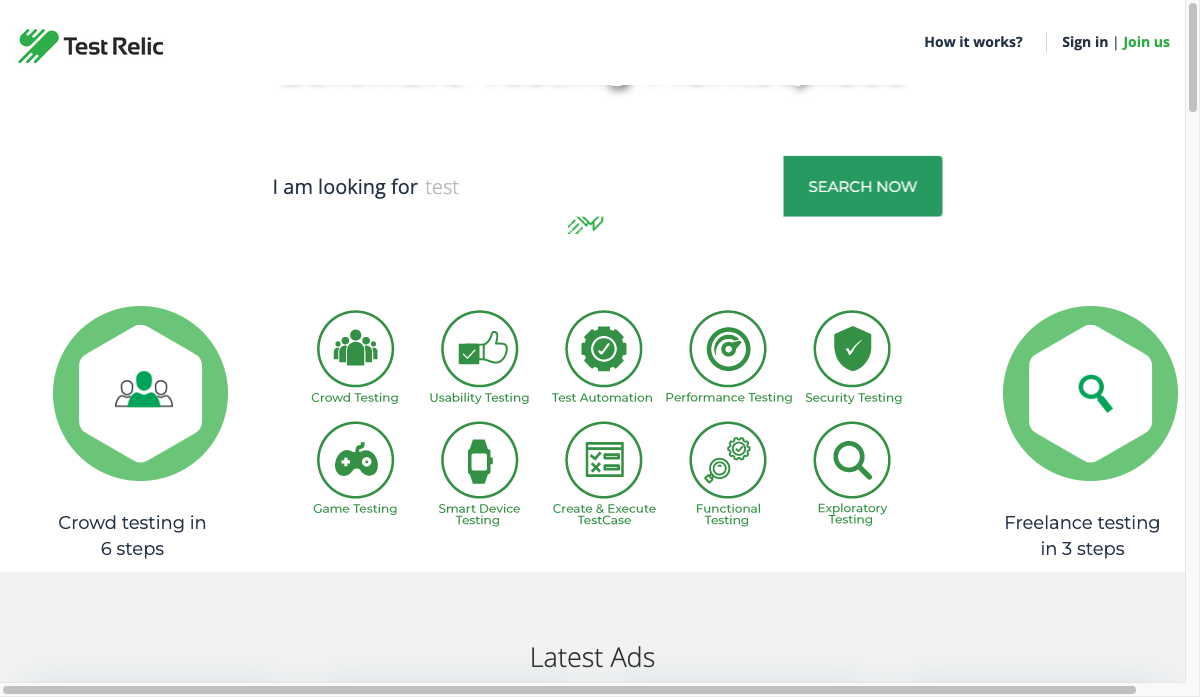 Test Relic
How it works?
Sign in | Join us
I am looking for test
SEARCH NOW
Crowd Testing
Usability Testing
Test Automation
Performance Testing
Security Testing
Game Testing
Smart Device
Testing
Create & Execute
TestCase
Functional
Testing
Exploratory
Testing
Crowd testing in
6 steps
Freelance testing
in 3 steps
Latest Ads